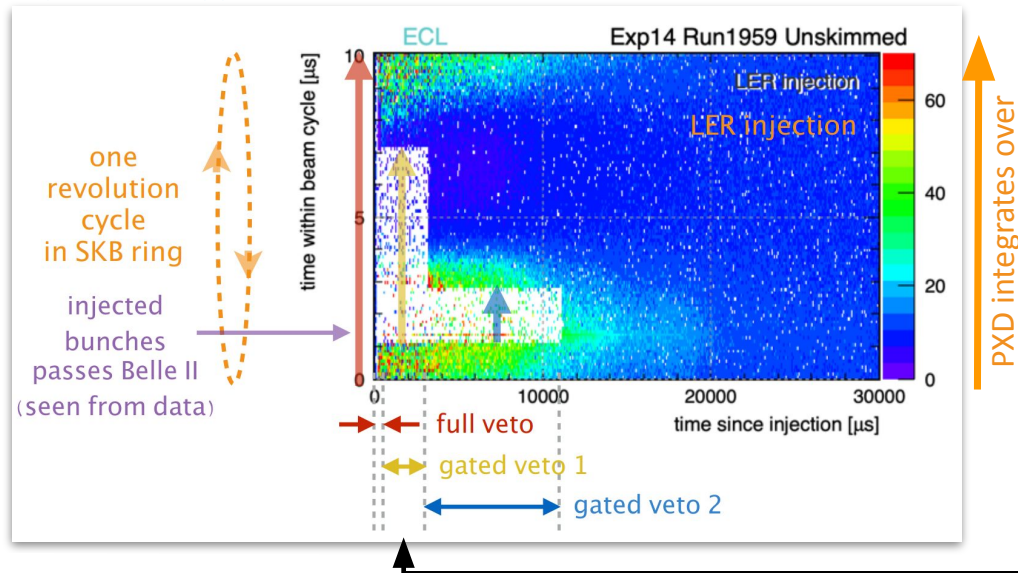 ECL
Exp14 Run1959 Unskimmed
time within beam cycle [μs]
10
5
0
LER injection
LER injection
60
40
20
0
0
10000
20000
30000
time since injection [μs]
one
revolution
cycle
in SKB ring
injected
bunches
passes Belle II
(seen from data)
full veto
gated veto 1
gated veto 2
PXD integrates over